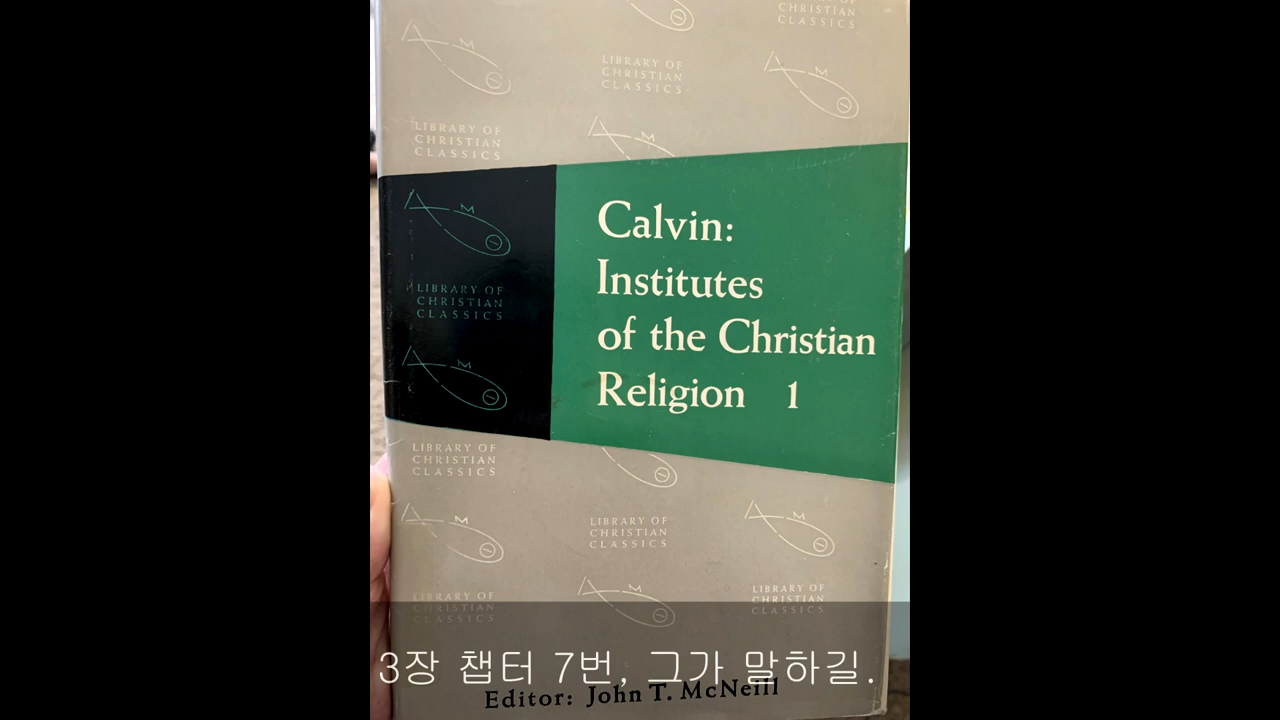 CHRISTIAN
CLASSICS
LIBRARY OF
CHRISTIAN
CLASSICS
LIBRARY OF
CHRISTIAN
CLASSICS
Calvin:
Institutes
of the Christian
Religion 1
LIBRARY OF
CHRISTIAN
CLASSICS
LIBRARY OF
CHRISTIAN
CLASSICS
LIBRARY OF
CHRISTIAN
CLASSICS
LIBRARY OF
CHRISTIAN
CLASSICS
LIBRARY OF
CHRISTIAN
CLASSICS
3장 챕터 7번, 그가 말하길.
Editor: John T. McNeill